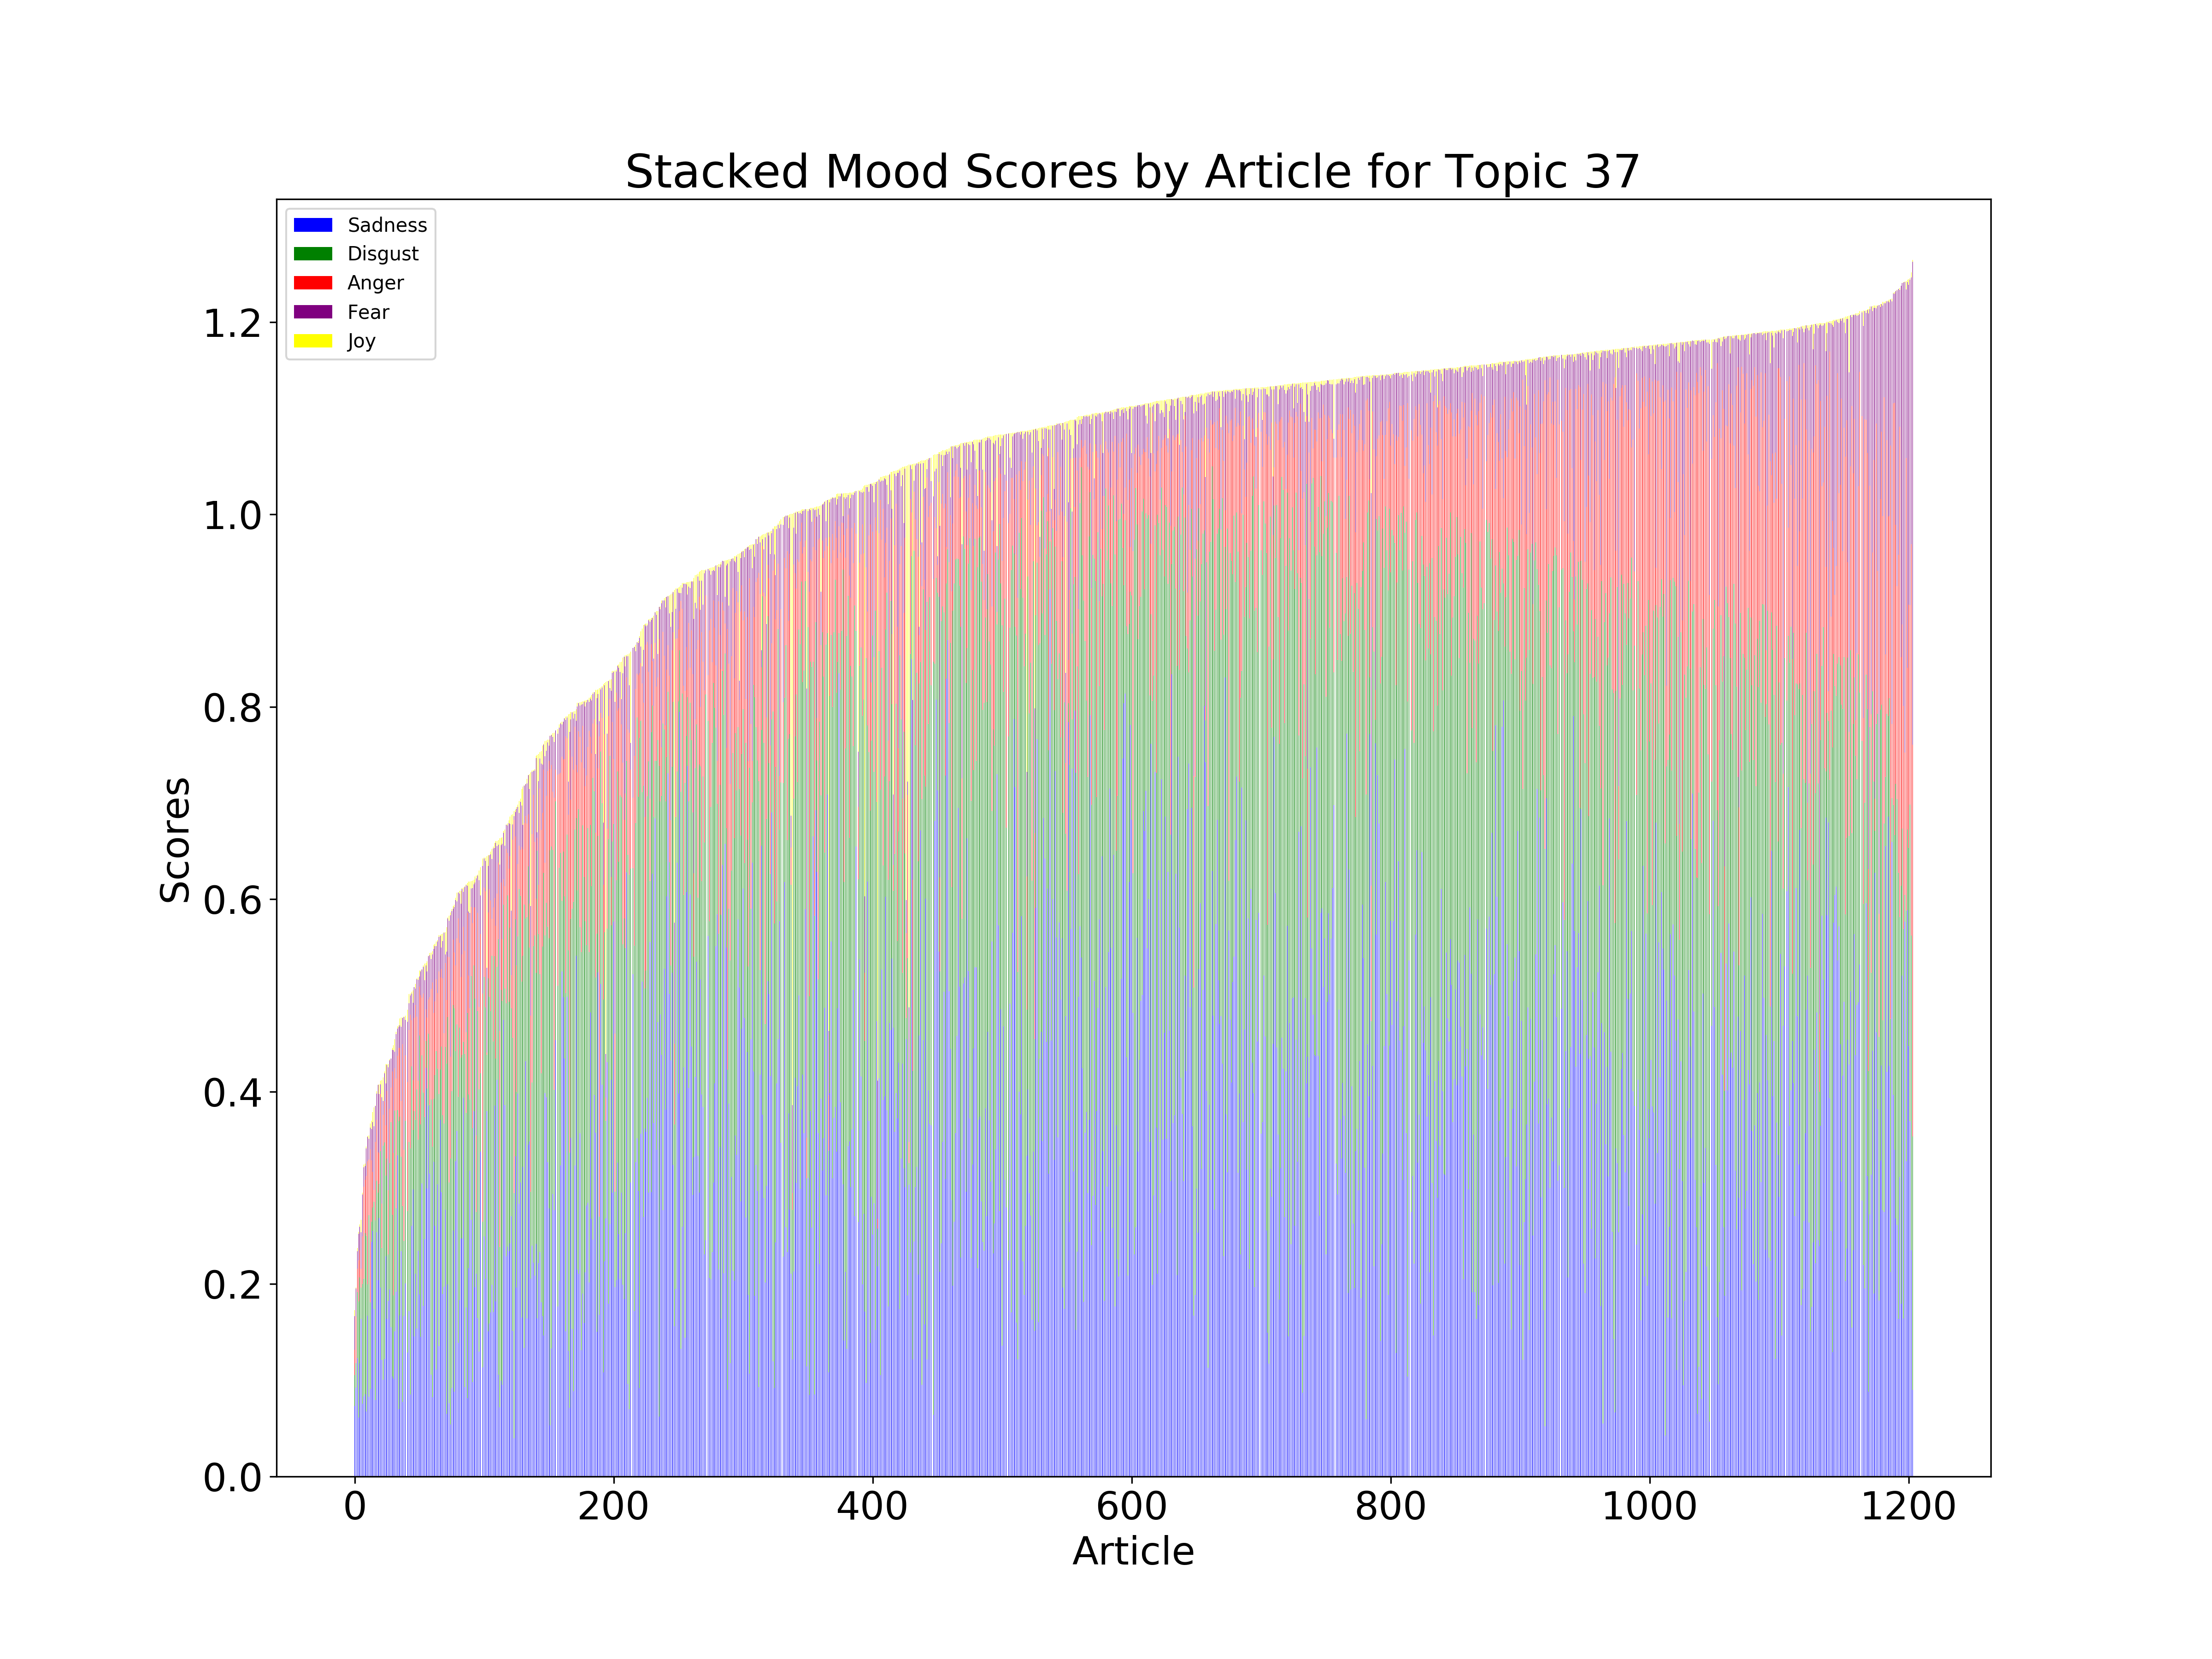 Stacked Mood Scores by Article for Topic 37
Sadness
Disgust
Anger
Fear
Joy
Scores
1.2
1.0
0.8
0.6
0.4
0.2
0.0
0 200 400 600 800 1000 1200
Article